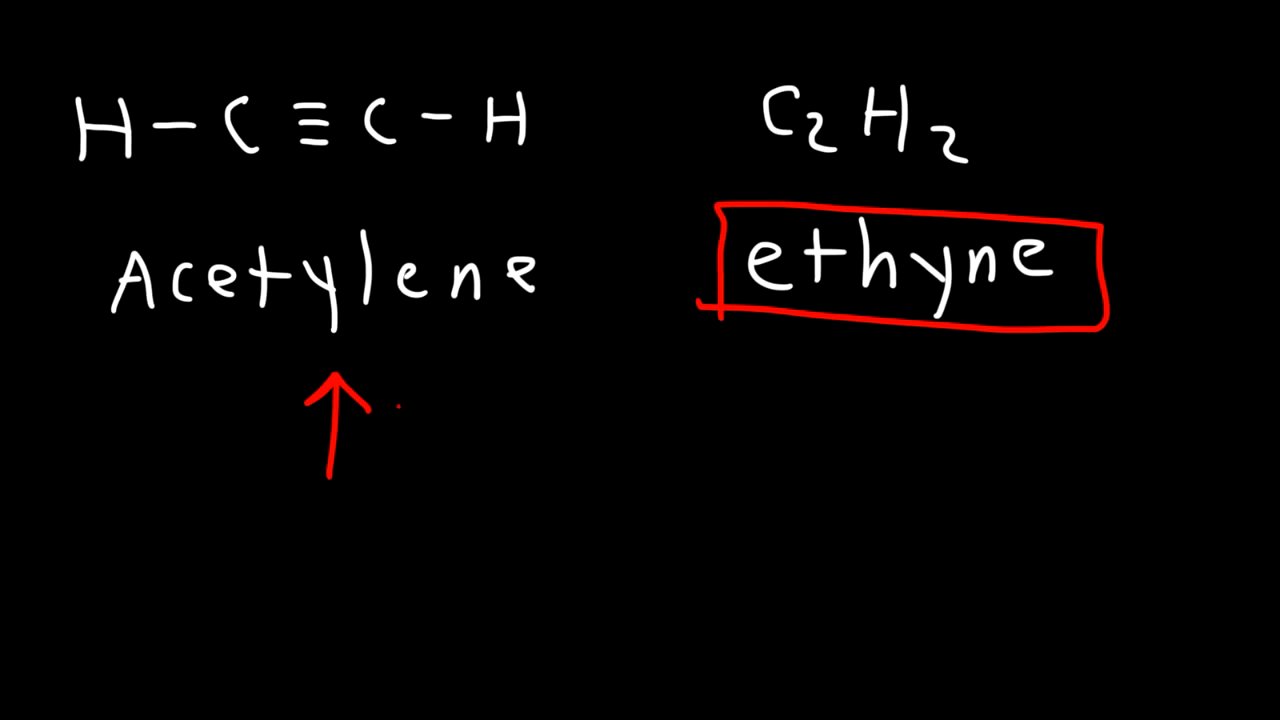 H - C ≡ C - H
C₂H₂
Acetylene
ethyne